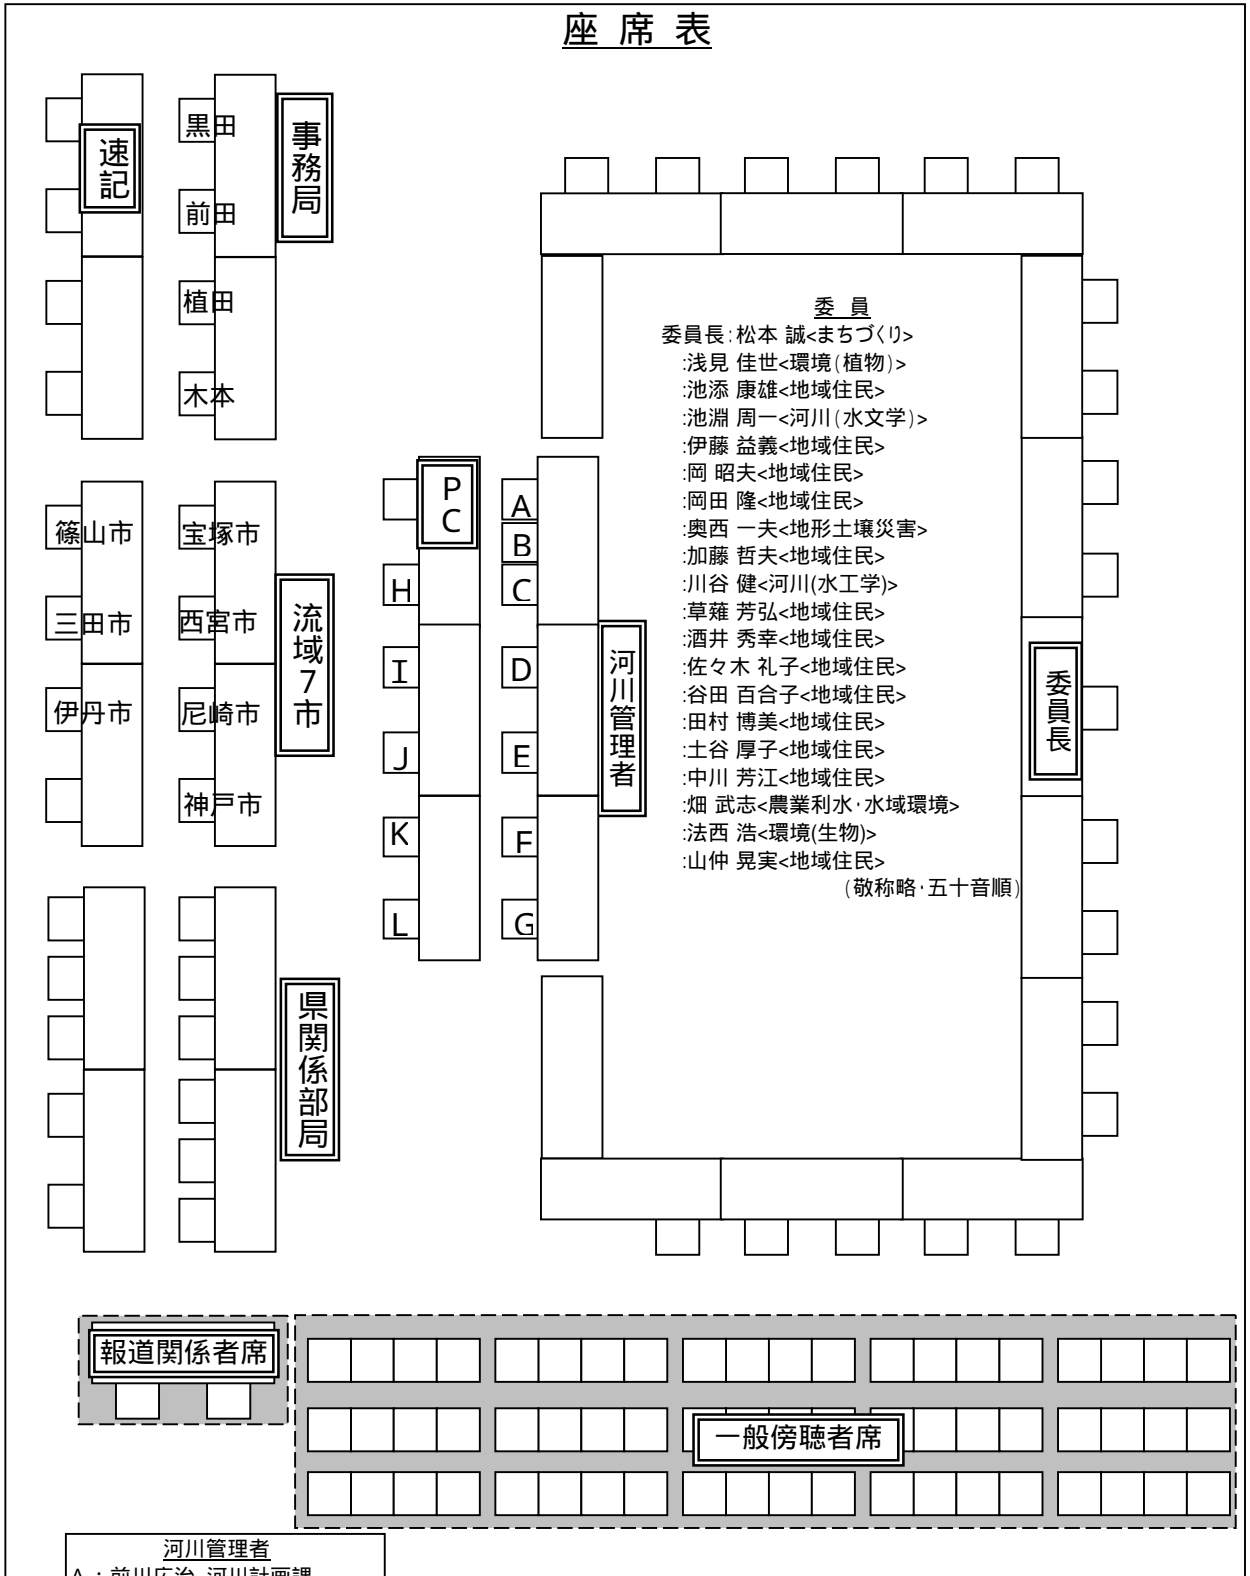 座席表
速記
黒田
前田
植田
木本
事務局
篠山市
三田市
伊丹市
宝塚市
西宮市
尼崎市
神戸市
流域7市
県関係部局
PC
H
I
J
K
L
A
B
C
D
E
F
G
河川管理者
委 員
委員長:松本 誠<まちづくり>
:浅見 佳世<環境(植物)>
:池添 康雄<地域住民>
:池淵 周一<河川(水文学)>
:伊藤 益義<地域住民>
:岡 昭夫<地域住民>
:岡田 隆<地域住民>
:奥西 一夫<地形土壌災害>
:加藤 哲夫<地域住民>
:川谷 健<河川(水工学)>
:草薙 芳弘<地域住民>
:酒井 秀幸<地域住民>
:佐々木 礼子<地域住民>
:谷田 百合子<地域住民>
:田村 博美<地域住民>
:土谷 厚子<地域住民>
:中川 芳江<地域住民>
:畑 武志<農業利水・水域環境>
:法西 浩<環境(生物)>
:山仲 晃実<地域住民>
(敬称略・五十音順)
委員長
報道関係者席
一般傍聴者席
河川管理者